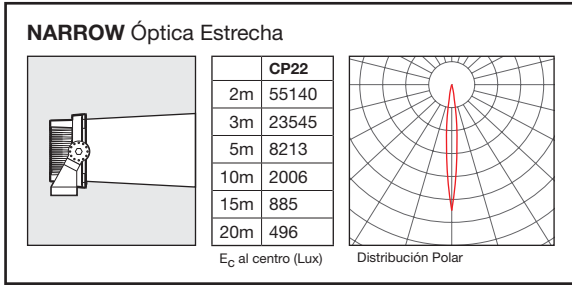 NARROW Óptica Estrecha
CP22
2m 55140
3m 23545
5m 8213
10m 2006
15m 885
20m 496
EC al centro (Lux)
Distribución Polar